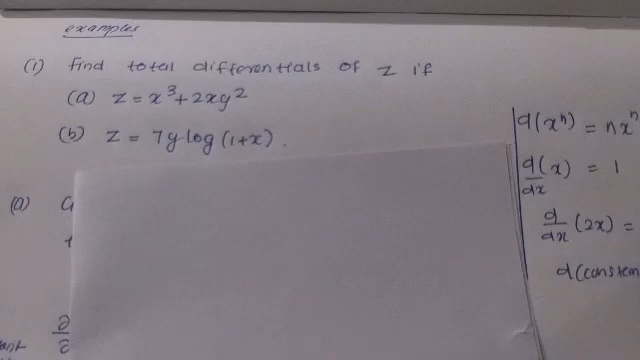 examples
(1) Find total differentials of z if
(a) z = x³ + 2xy²
(b) z = 7y log (1+x).
(a) G
d(xⁿ) = nxⁿ
d/dx (x) = 1
d/dx (2x) =
d(constan
∂